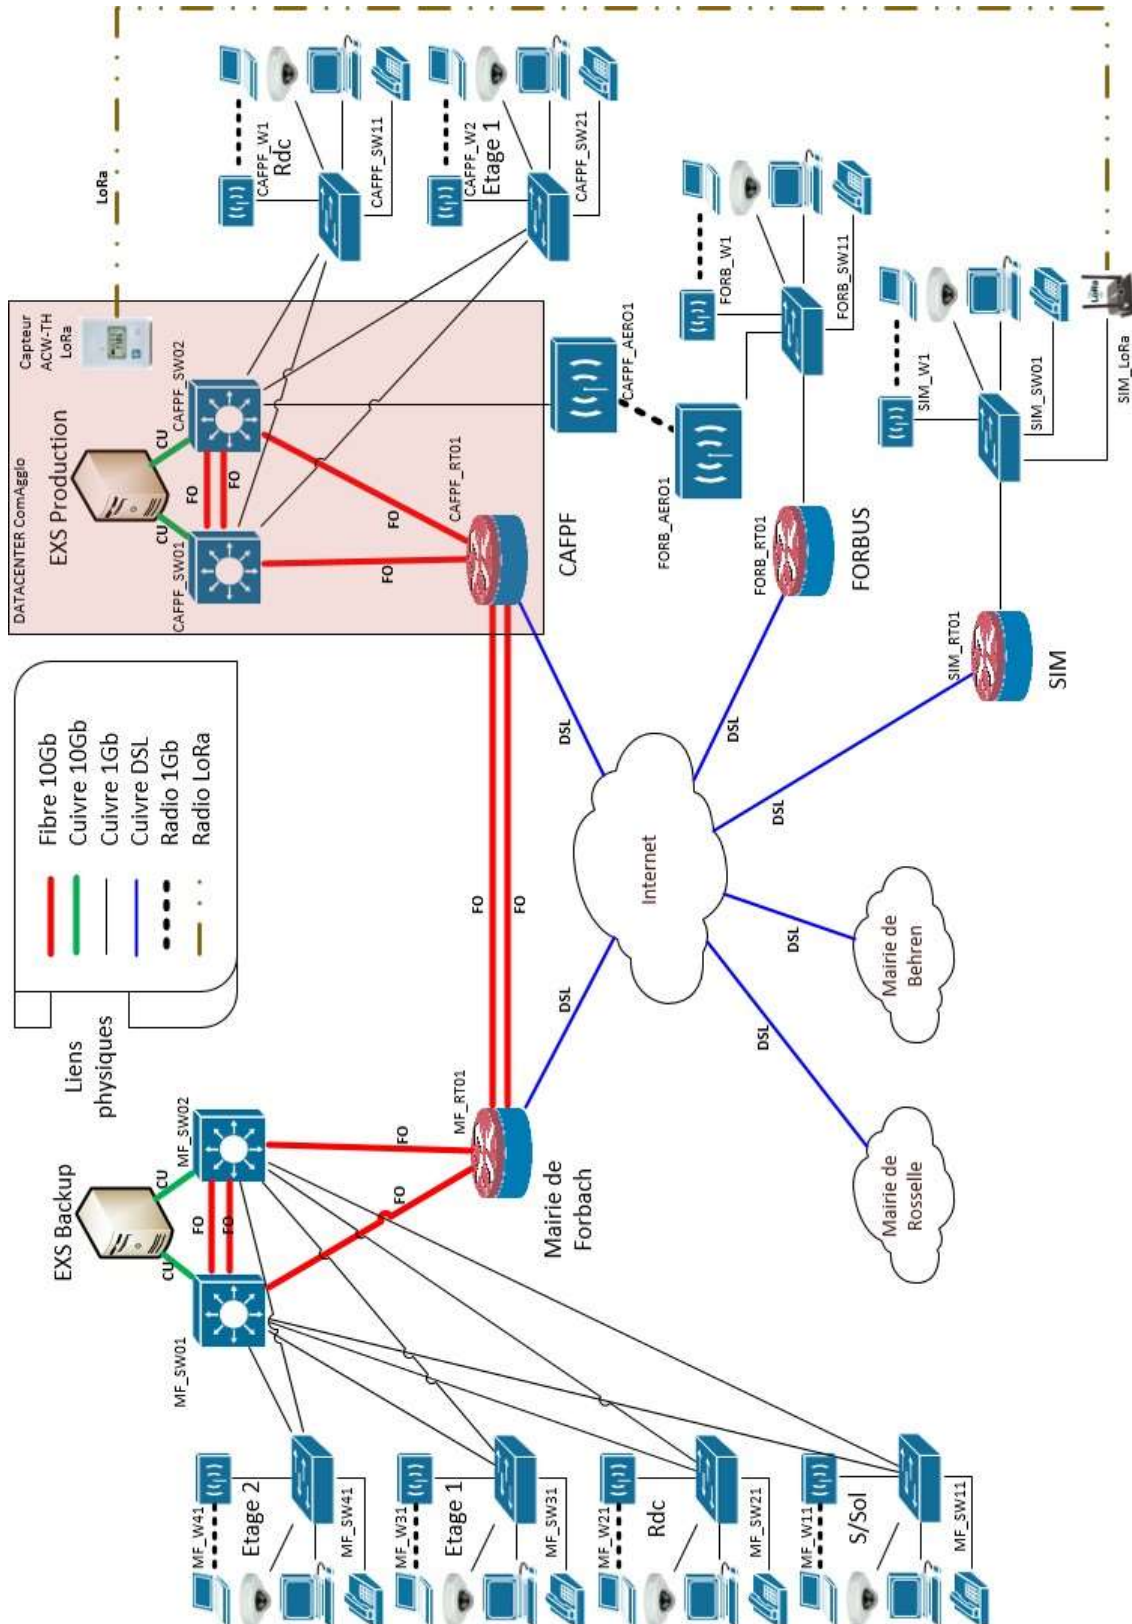 EXS Backup
MF_SW01
MF_SW02
CU
CU
FO
FO
FO
FO
MF_RT01
Mairie de
Forbach
MF_W41
Etage 2
MF_SW41
MF_W31
Etage 1
MF_SW31
MF_W21
Rdc
MF_SW21
MF_W11
S/Sol
MF_SW11
Liens
physiques
Fibre 10Gb
Cuivre 10Gb
Cuivre 1Gb
Cuivre DSL
Radio 1Gb
Radio LoRa
FO
FO
DSL
DSL
DSL
DSL
DSL
DSL
Internet
Mairie de
Rosselle
Mairie de
Behren
DATACENTER ComAgglo
EXS Production
CU
CU
CAFPF_SW01
CAFPF_SW02
FO
FO
FO
FO
CAFPF_RT01
CAFPF
Capteur
ACW-TH
LoRa
LoRa
CAFPF_W1
Rdc
CAFPF_SW11
CAFPF_W2
Etage 1
CAFPF_SW21
CAFPF_AERO1
FORB_AERO1
FORB_W1
FORB_SW11
FORB_RT01
FORBUS
SIM_W1
SIM_SW01
SIM_RT01
SIM
LoRa
SIM_LoRa